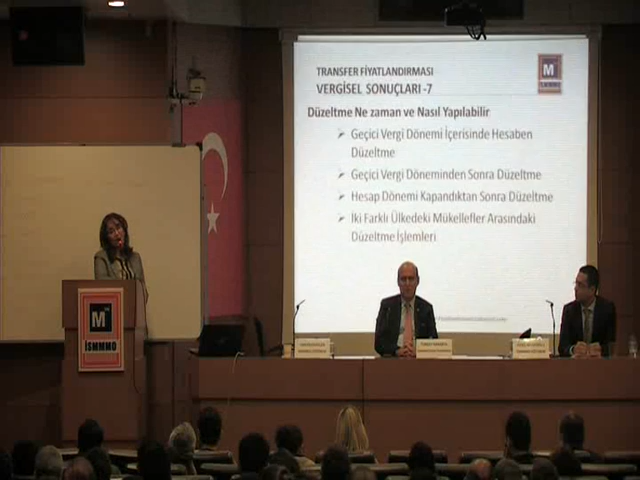 TRANSFER FİYATLANDIRMASI
VERGİSEL SONUÇLARI -7
Düzeltme Ne zaman ve Nasıl Yapılabilir
➢ Geçici Vergi Dönemi İçerisinde Hesaben
Düzeltme
➢ Geçici Vergi Döneminden Sonra Düzeltme
➢ Hesap Dönemi Kapandıktan Sonra Düzeltme
➢ İki Farklı Ülkedeki Mükellefler Arasındaki
Düzeltme İşlemleri
M
İSMMMO
M
İSMMMO